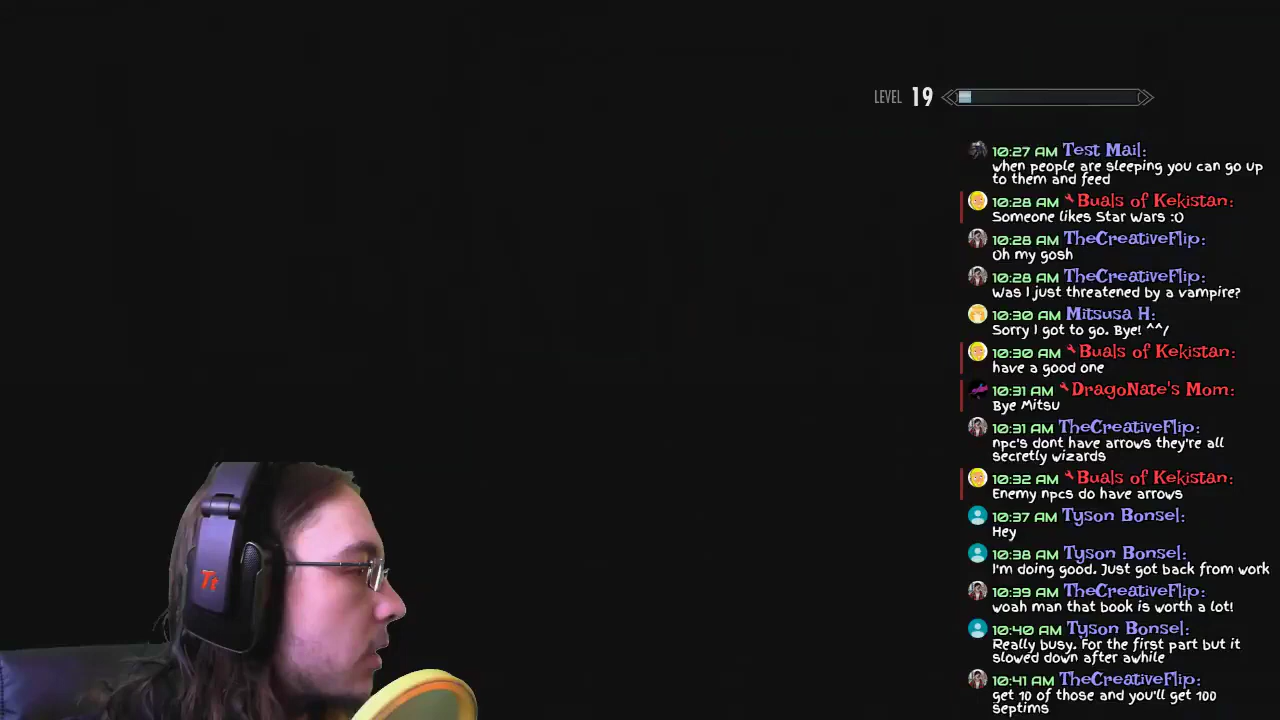 LEVEL 19
10:27 AM Test Mail:
when people are sleeping you can go up
to them and feed
10:28 AM Buals of Kekistan:
Someone likes Star Wars :O
10:28 AM TheCreativeFlip:
Oh my gosh
10:28 AM TheCreativeFlip:
Was I just threatened by a vampire?
10:30 AM Mitsusa H:
Sorry I got to go. Bye! ^^/
10:30 AM Buals of Kekistan:
have a good one
10:31 AM DragoNate's Mom:
Bye Mitsu
10:31 AM TheCreativeFlip:
npc's dont have arrows they're all
secretly wizards
10:32 AM Buals of Kekistan:
Enemy npcs do have arrows
10:37 AM Tyson Bonsel:
Hey
10:38 AM Tyson Bonsel:
I'm doing good. Just got back from work
10:39 AM TheCreativeFlip:
woah man that book is worth a lot!
10:40 AM Tyson Bonsel:
Really busy. For the first part but it
slowed down after awhile
10:41 AM TheCreativeFlip:
get 10 of those and you'll get 100
septims
Tt